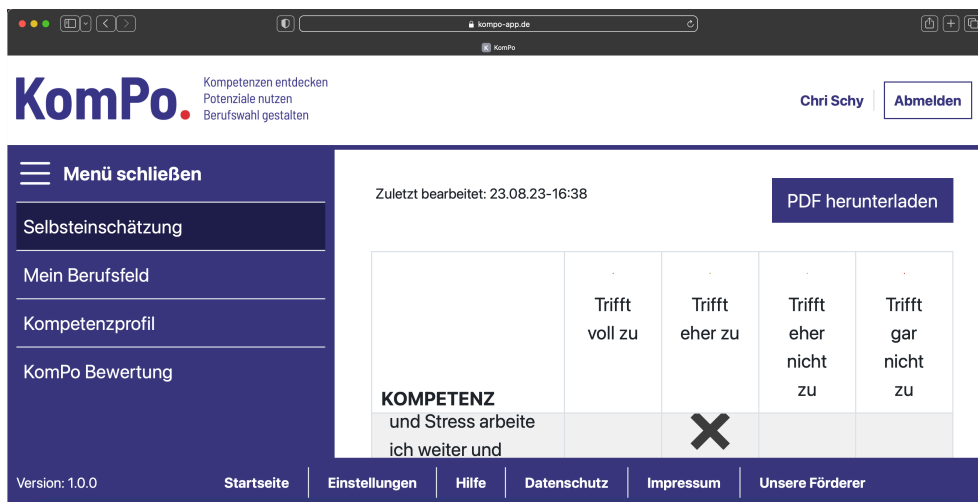 kompo-app.de
K KomPo
KomPo.
Kompetenzen entdecken
Potenziale nutzen
Berufswahl gestalten
Chri Schy
Abmelden
Menü schließen
Selbsteinschätzung
Mein Berufsfeld
Kompetenzprofil
KomPo Bewertung
Zuletzt bearbeitet: 23.08.23-16:38
PDF herunterladen
KOMPETENZ
Trifft
voll zu
Trifft
eher zu
Trifft
eher
nicht
zu
Trifft
gar
nicht
zu
und Stress arbeite
ich weiter und
Version: 1.0.0
Startseite
Einstellungen
Hilfe
Datenschutz
Impressum
Unsere Förderer